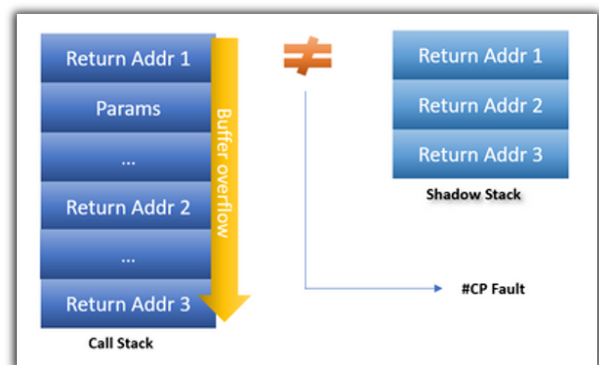 Return Addr 1
Params
...
Return Addr 2
...
Return Addr 3
Call Stack
Buffer overflow
≠
Return Addr 1
Return Addr 2
Return Addr 3
Shadow Stack
#CP Fault